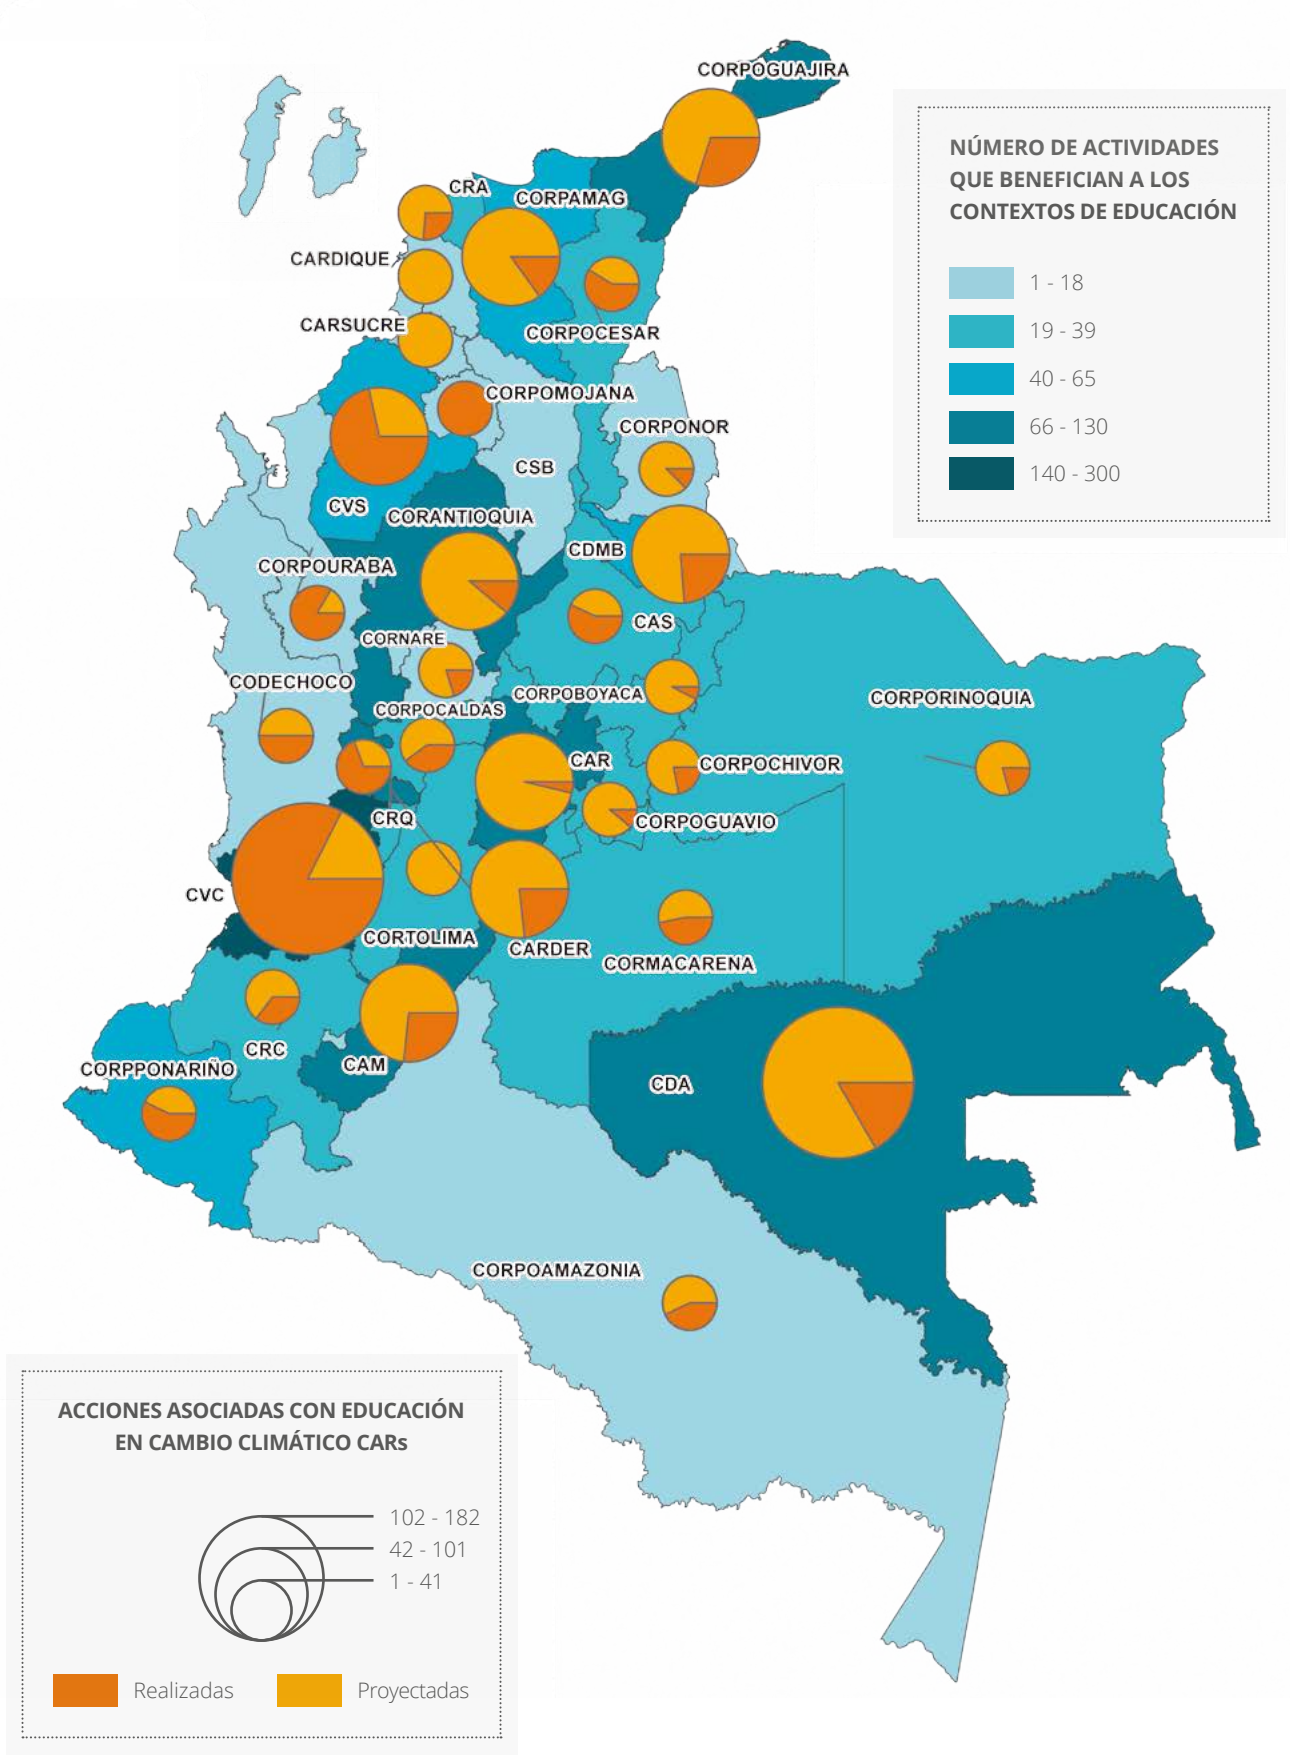 CORPOGUAJIRA
NÚMERO DE ACTIVIDADES
QUE BENEFICIAN A LOS
CONTEXTOS DE EDUCACIÓN
1 - 18
19 - 39
40 - 65
66 - 130
140 - 300
CRA
CORPAMAG
CARDIQUE
CARSUCRE
CORPOCESAR
CORPOMOJANA
CORPONOR
CSB
CVS
CORANTIOQUIA
CDMB
CORPOURABA
CAS
CORNARE
CODECHOCO
CORPOBOYACA
CORPORINOQUIA
CORPOCALDAS
CAR
CORPOCHIVOR
CRQ
CORPOGUAVIO
CVC
CORTOLIMA
CARDER
CORMACARENA
CRC
CAM
CORPPONARIÑO
CDA
CORPOAMAZONIA
ACCIONES ASOCIADAS CON EDUCACIÓN
EN CAMBIO CLIMÁTICO CARs
102 - 182
42 - 101
1 - 41
Realizadas
Proyectadas